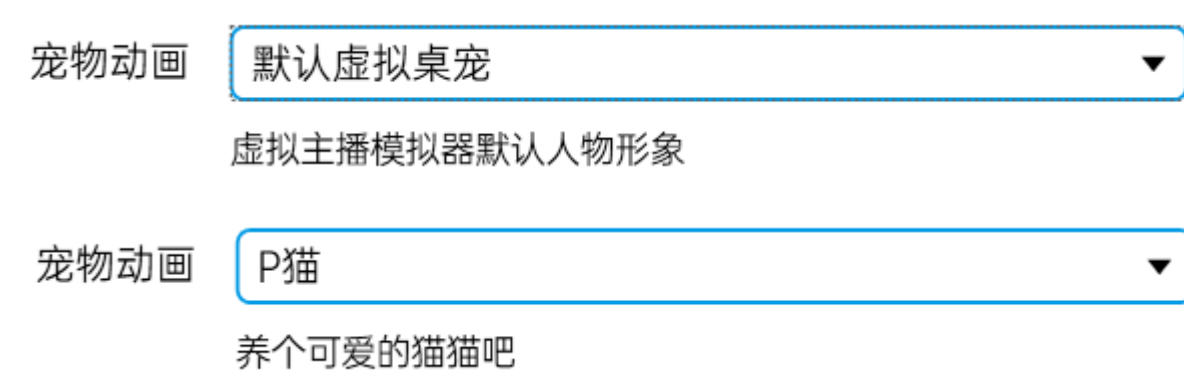 宠物动画 默认虚拟桌宠
虚拟主播模拟器默认人物形象
宠物动画 P猫
养个可爱的猫猫吧